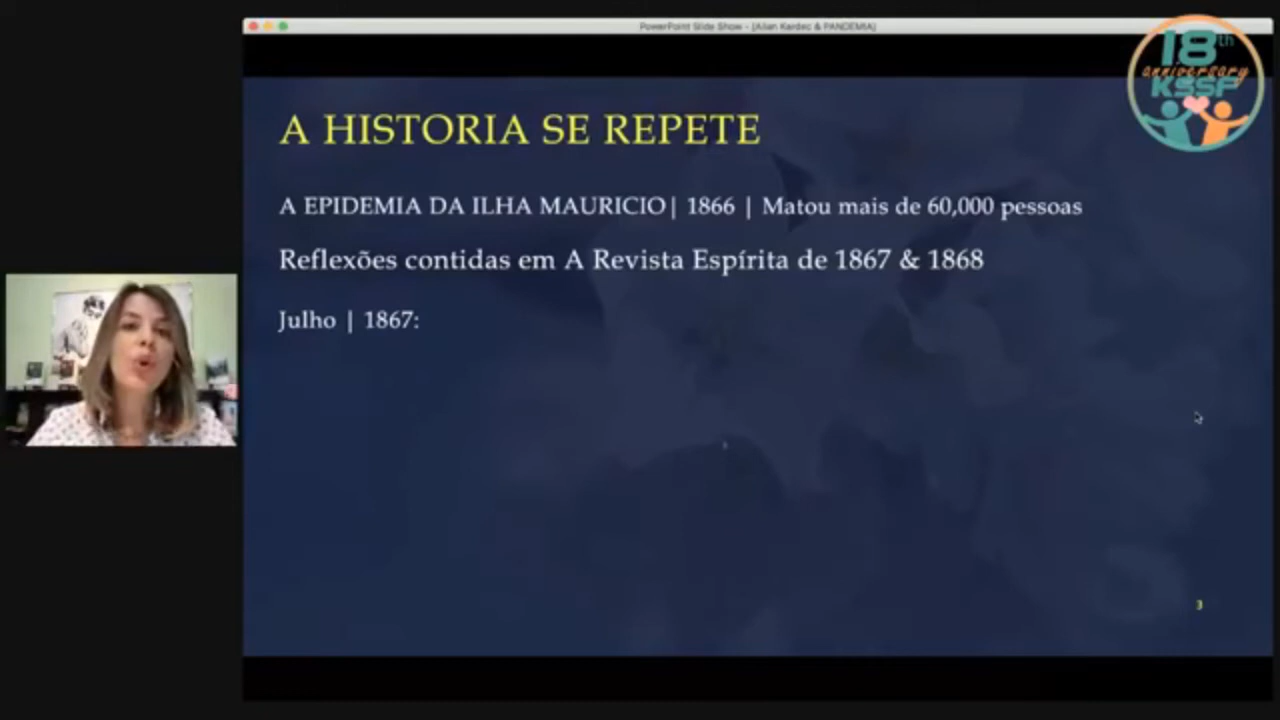 PowerPoint Slide Show - [Allan Kardec & PANDEMIA]
18th
anniversary
KSSF
A HISTORIA SE REPETE
A EPIDEMIA DA ILHA MAURICIO| 1866 | Matou mais de 60,000 pessoas
Reflexões contidas em A Revista Espírita de 1867 & 1868
Julho | 1867:
3